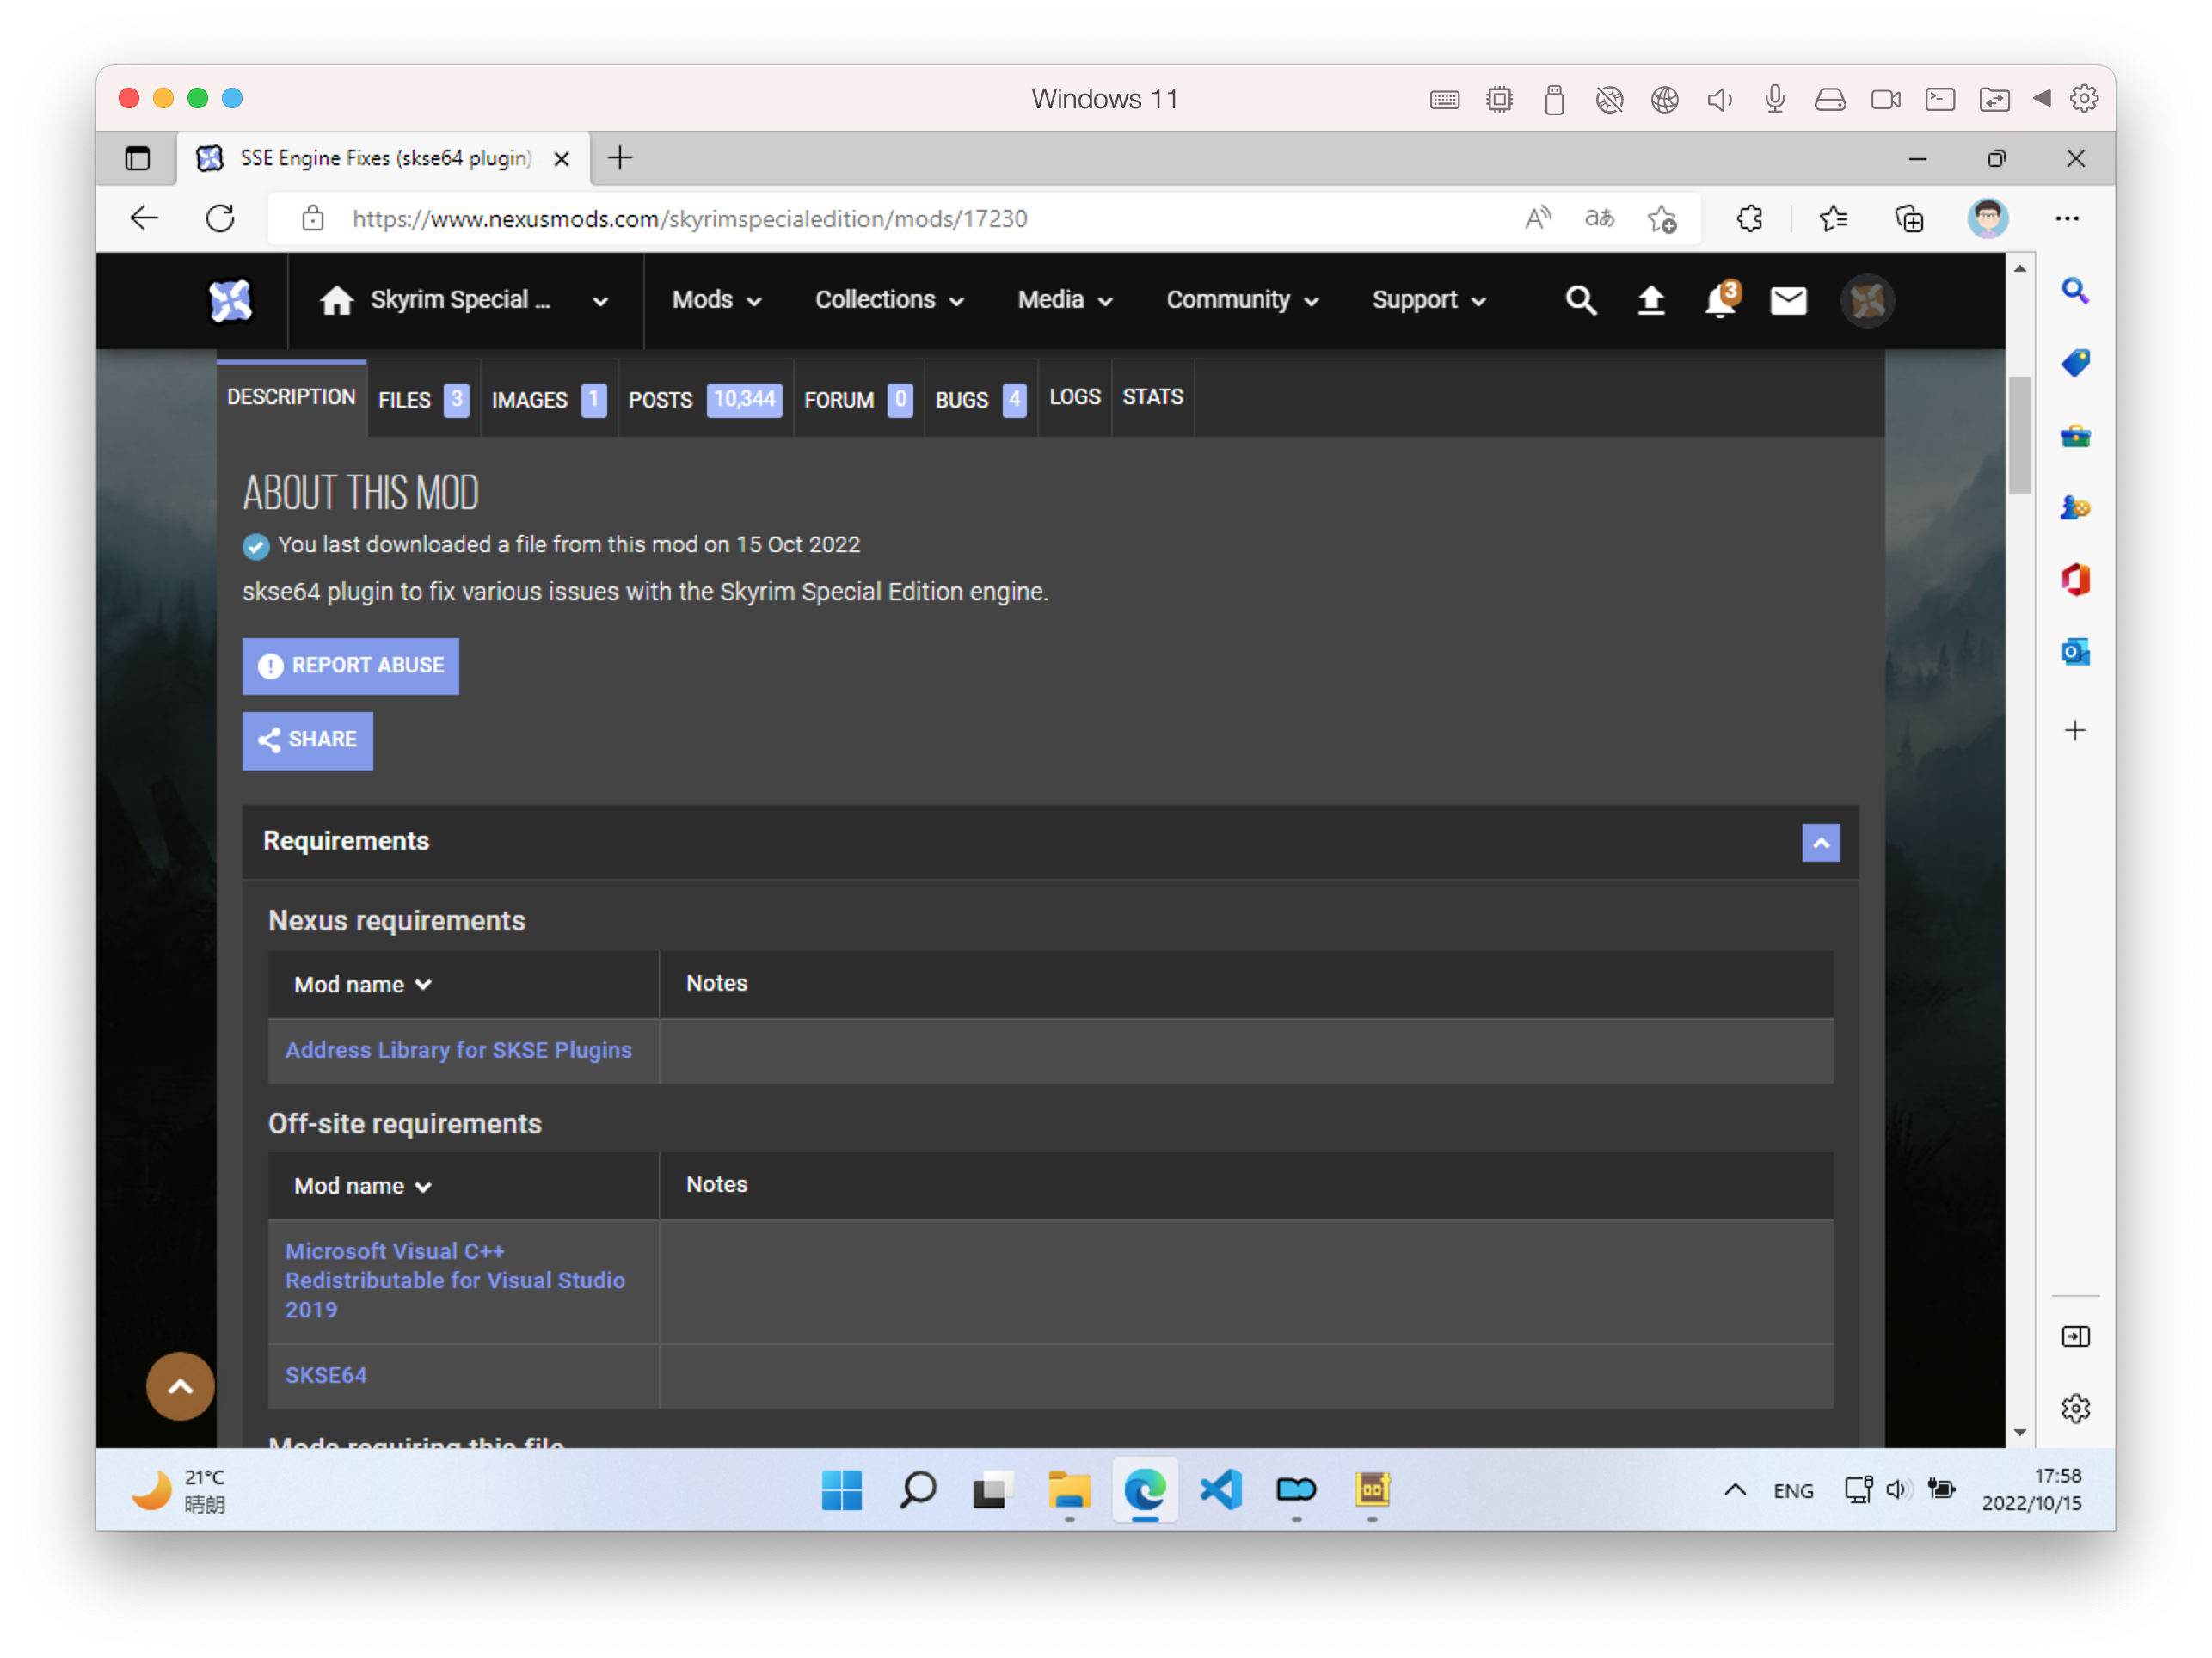 Windows 11
SSE Engine Fixes (skse64 plugin)
https://www.nexusmods.com/skyrimspecialedition/mods/17230
Skyrim Special ...
Mods
Collections
Media
Community
Support
3
DESCRIPTION
FILES 3
IMAGES 1
POSTS 10,344
FORUM 0
BUGS 4
LOGS
STATS
ABOUT THIS MOD
You last downloaded a file from this mod on 15 Oct 2022
skse64 plugin to fix various issues with the Skyrim Special Edition engine.
REPORT ABUSE
SHARE
Requirements
Nexus requirements
Mod name
Notes
Address Library for SKSE Plugins
Off-site requirements
Mod name
Notes
Microsoft Visual C++
Redistributable for Visual Studio
2019
SKSE64
Mods requiring this file
21°C
晴朗
ENG
17:58
2022/10/15